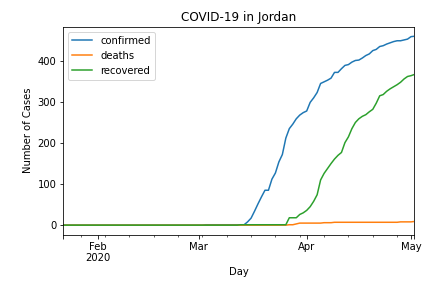 COVID-19 in Jordan
confirmed
deaths
recovered
Number of Cases
400
300
200
100
0
Feb
2020
Mar
Apr
May
Day